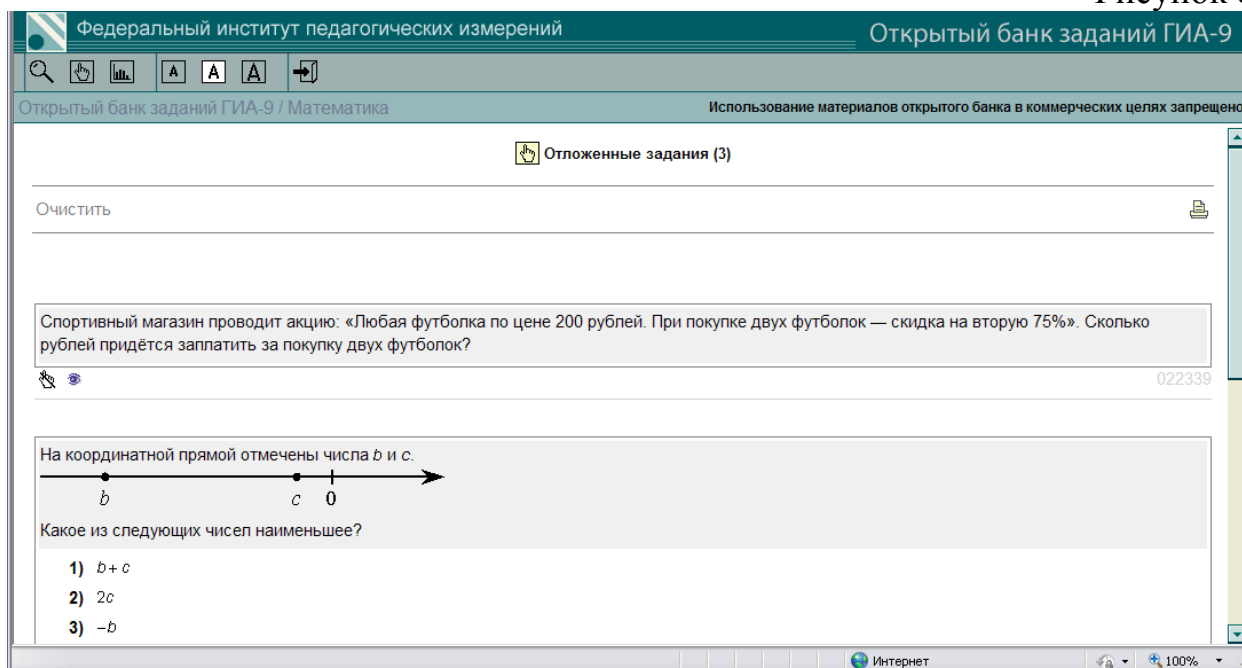 Рисунок
Федеральный институт педагогических измерений
Открытый банк заданий ГИА-9
A A A
Открытый банк заданий ГИА-9 / Математика
Использование материалов открытого банка в коммерческих целях запрещено
Отложенные задания (3)
Очистить
Спортивный магазин проводит акцию: «Любая футболка по цене 200 рублей. При покупке двух футболок — скидка на вторую 75%». Сколько
рублей придётся заплатить за покупку двух футболок?
022339
На координатной прямой отмечены числа b и c.
b c 0
Какое из следующих чисел наименьшее?
1) b + c
2) 2c
3) −b
Интернет
100%